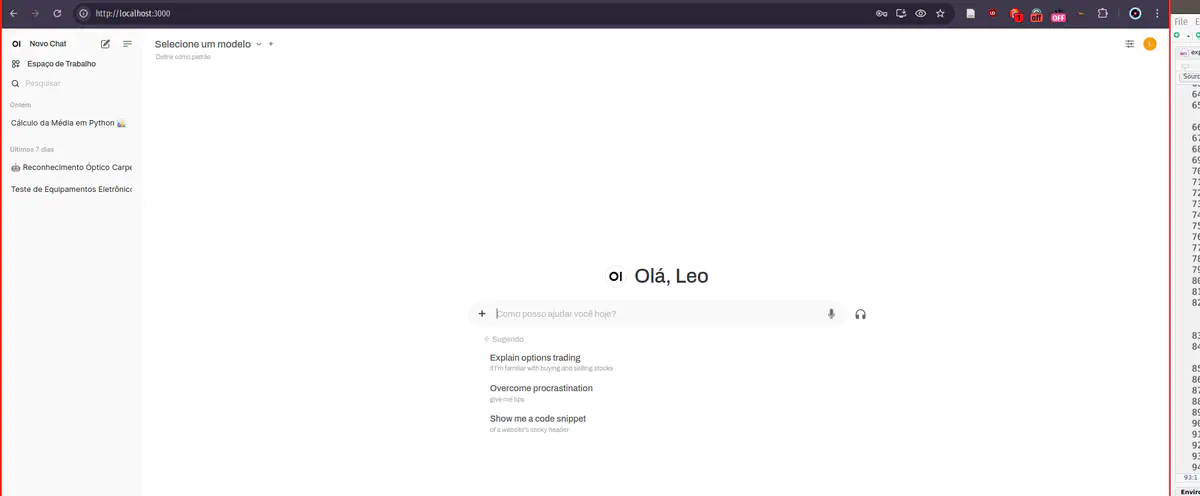 http://localhost:3000
OFF
OFF
OI Novo Chat
Espaço de Trabalho
Pesquisar
Ontem
Cálculo da Média em Python
Últimos 7 dias
Reconhecimento Óptico Carpe
Teste de Equipamentos Eletrônico
Selecione um modelo
Definir como padrão
L
OI Olá, Leo
Como posso ajudar você hoje?
Sugerido
Explain options trading
if I'm familiar with buying and selling stocks
Overcome procrastination
give me tips
Show me a code snippet
of a website's sticky header
File E
exp
Sourc
64
65
66
67
68
69
70
71
72
73
74
75
76
77
78
79
80
81
82
83
84
85
86
87
88
89
90
91
92
93
94
93:1
Enviro